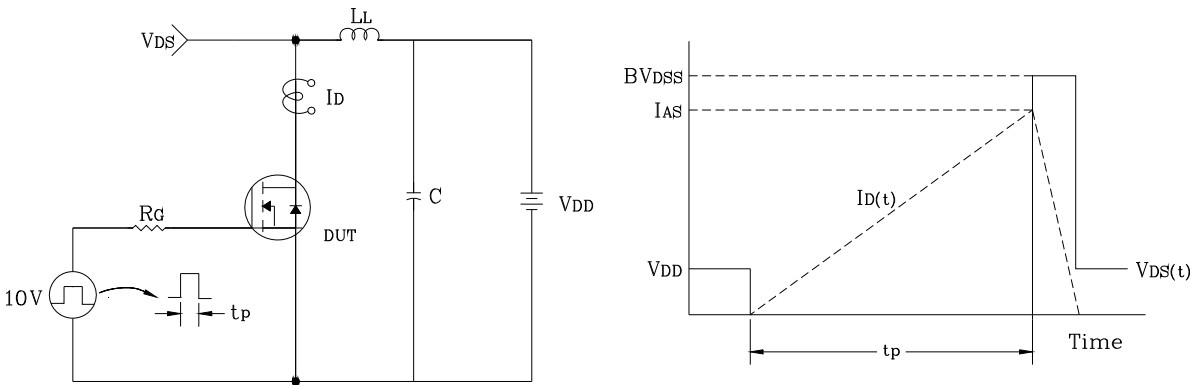 LL
VDS
ID
C
VDD
RG
DUT
10V
tp
BVDSS
IAS
ID(t)
VDD
VDS(t)
Time
tp